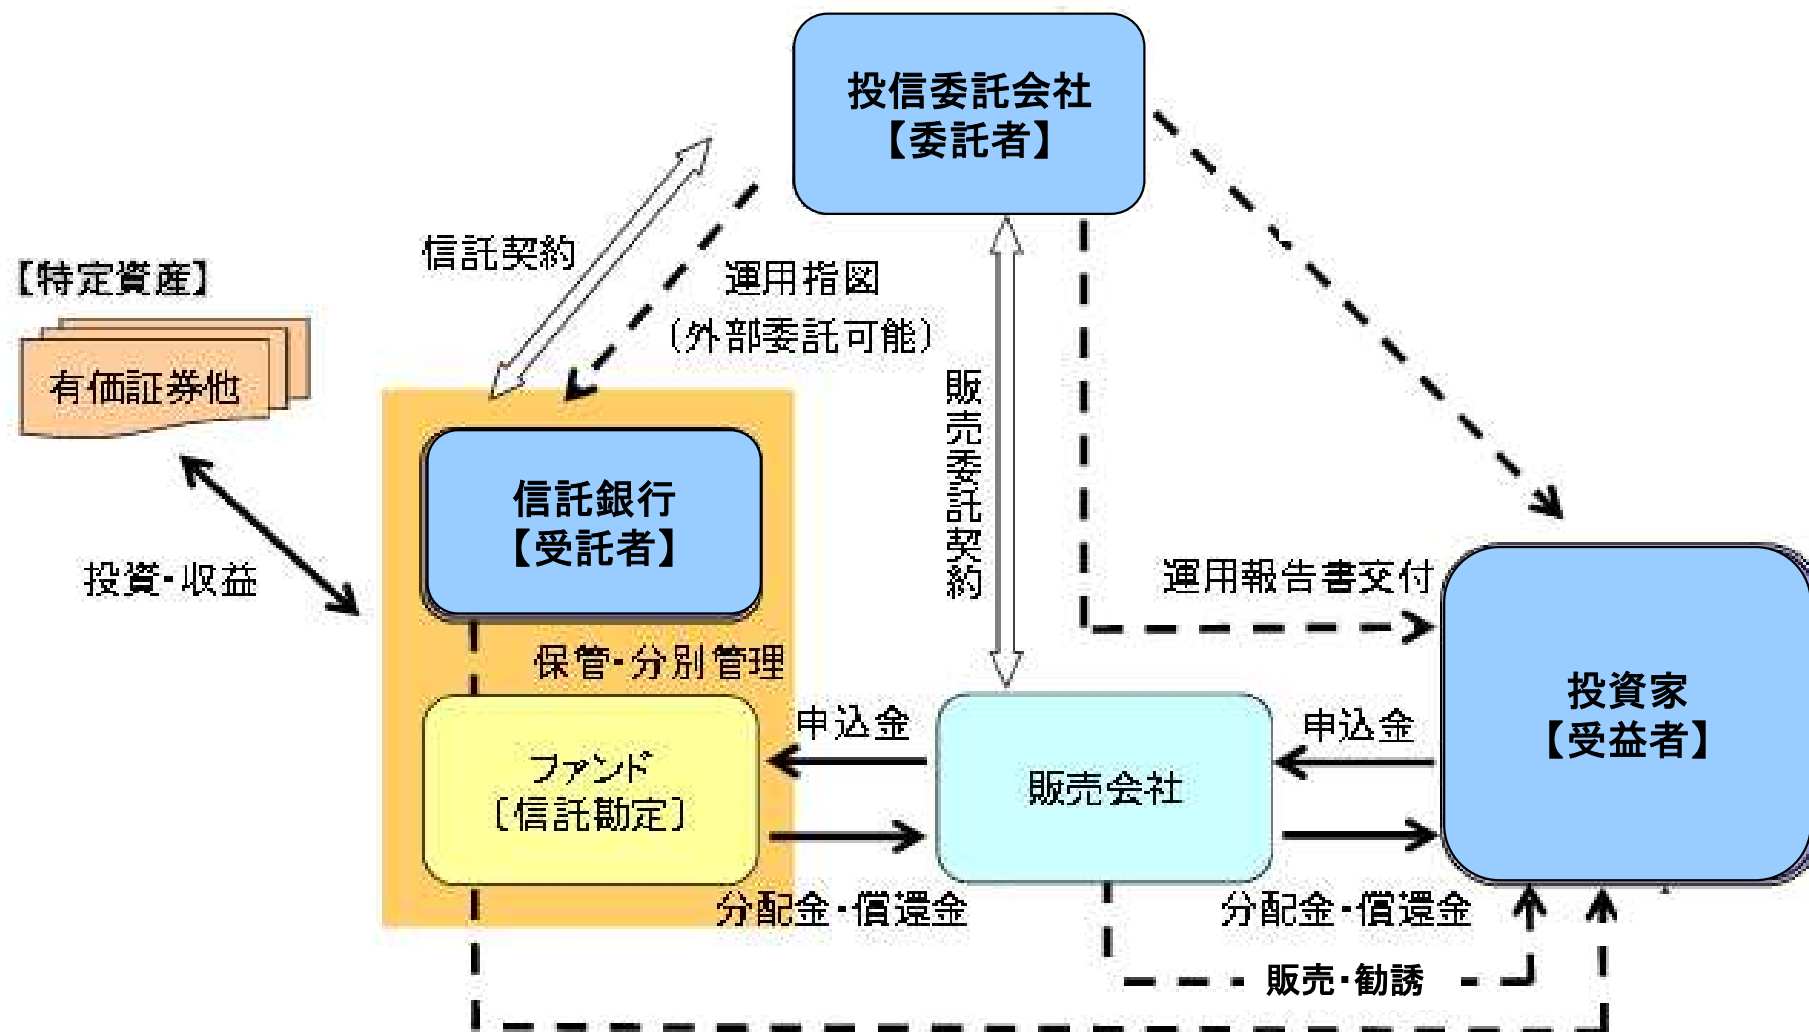 投信委託会社
【委託者】
信託契約
運用指図
（外部委託可能）
【特定資産】
有価証券他
販売委託契約
信託銀行
【受託者】
投資・収益
運用報告書交付
保管・分別管理
投資家
【受益者】
申込金
申込金
ファンド
〔信託勘定〕
販売会社
分配金・償還金
分配金・償還金
販売・勧誘